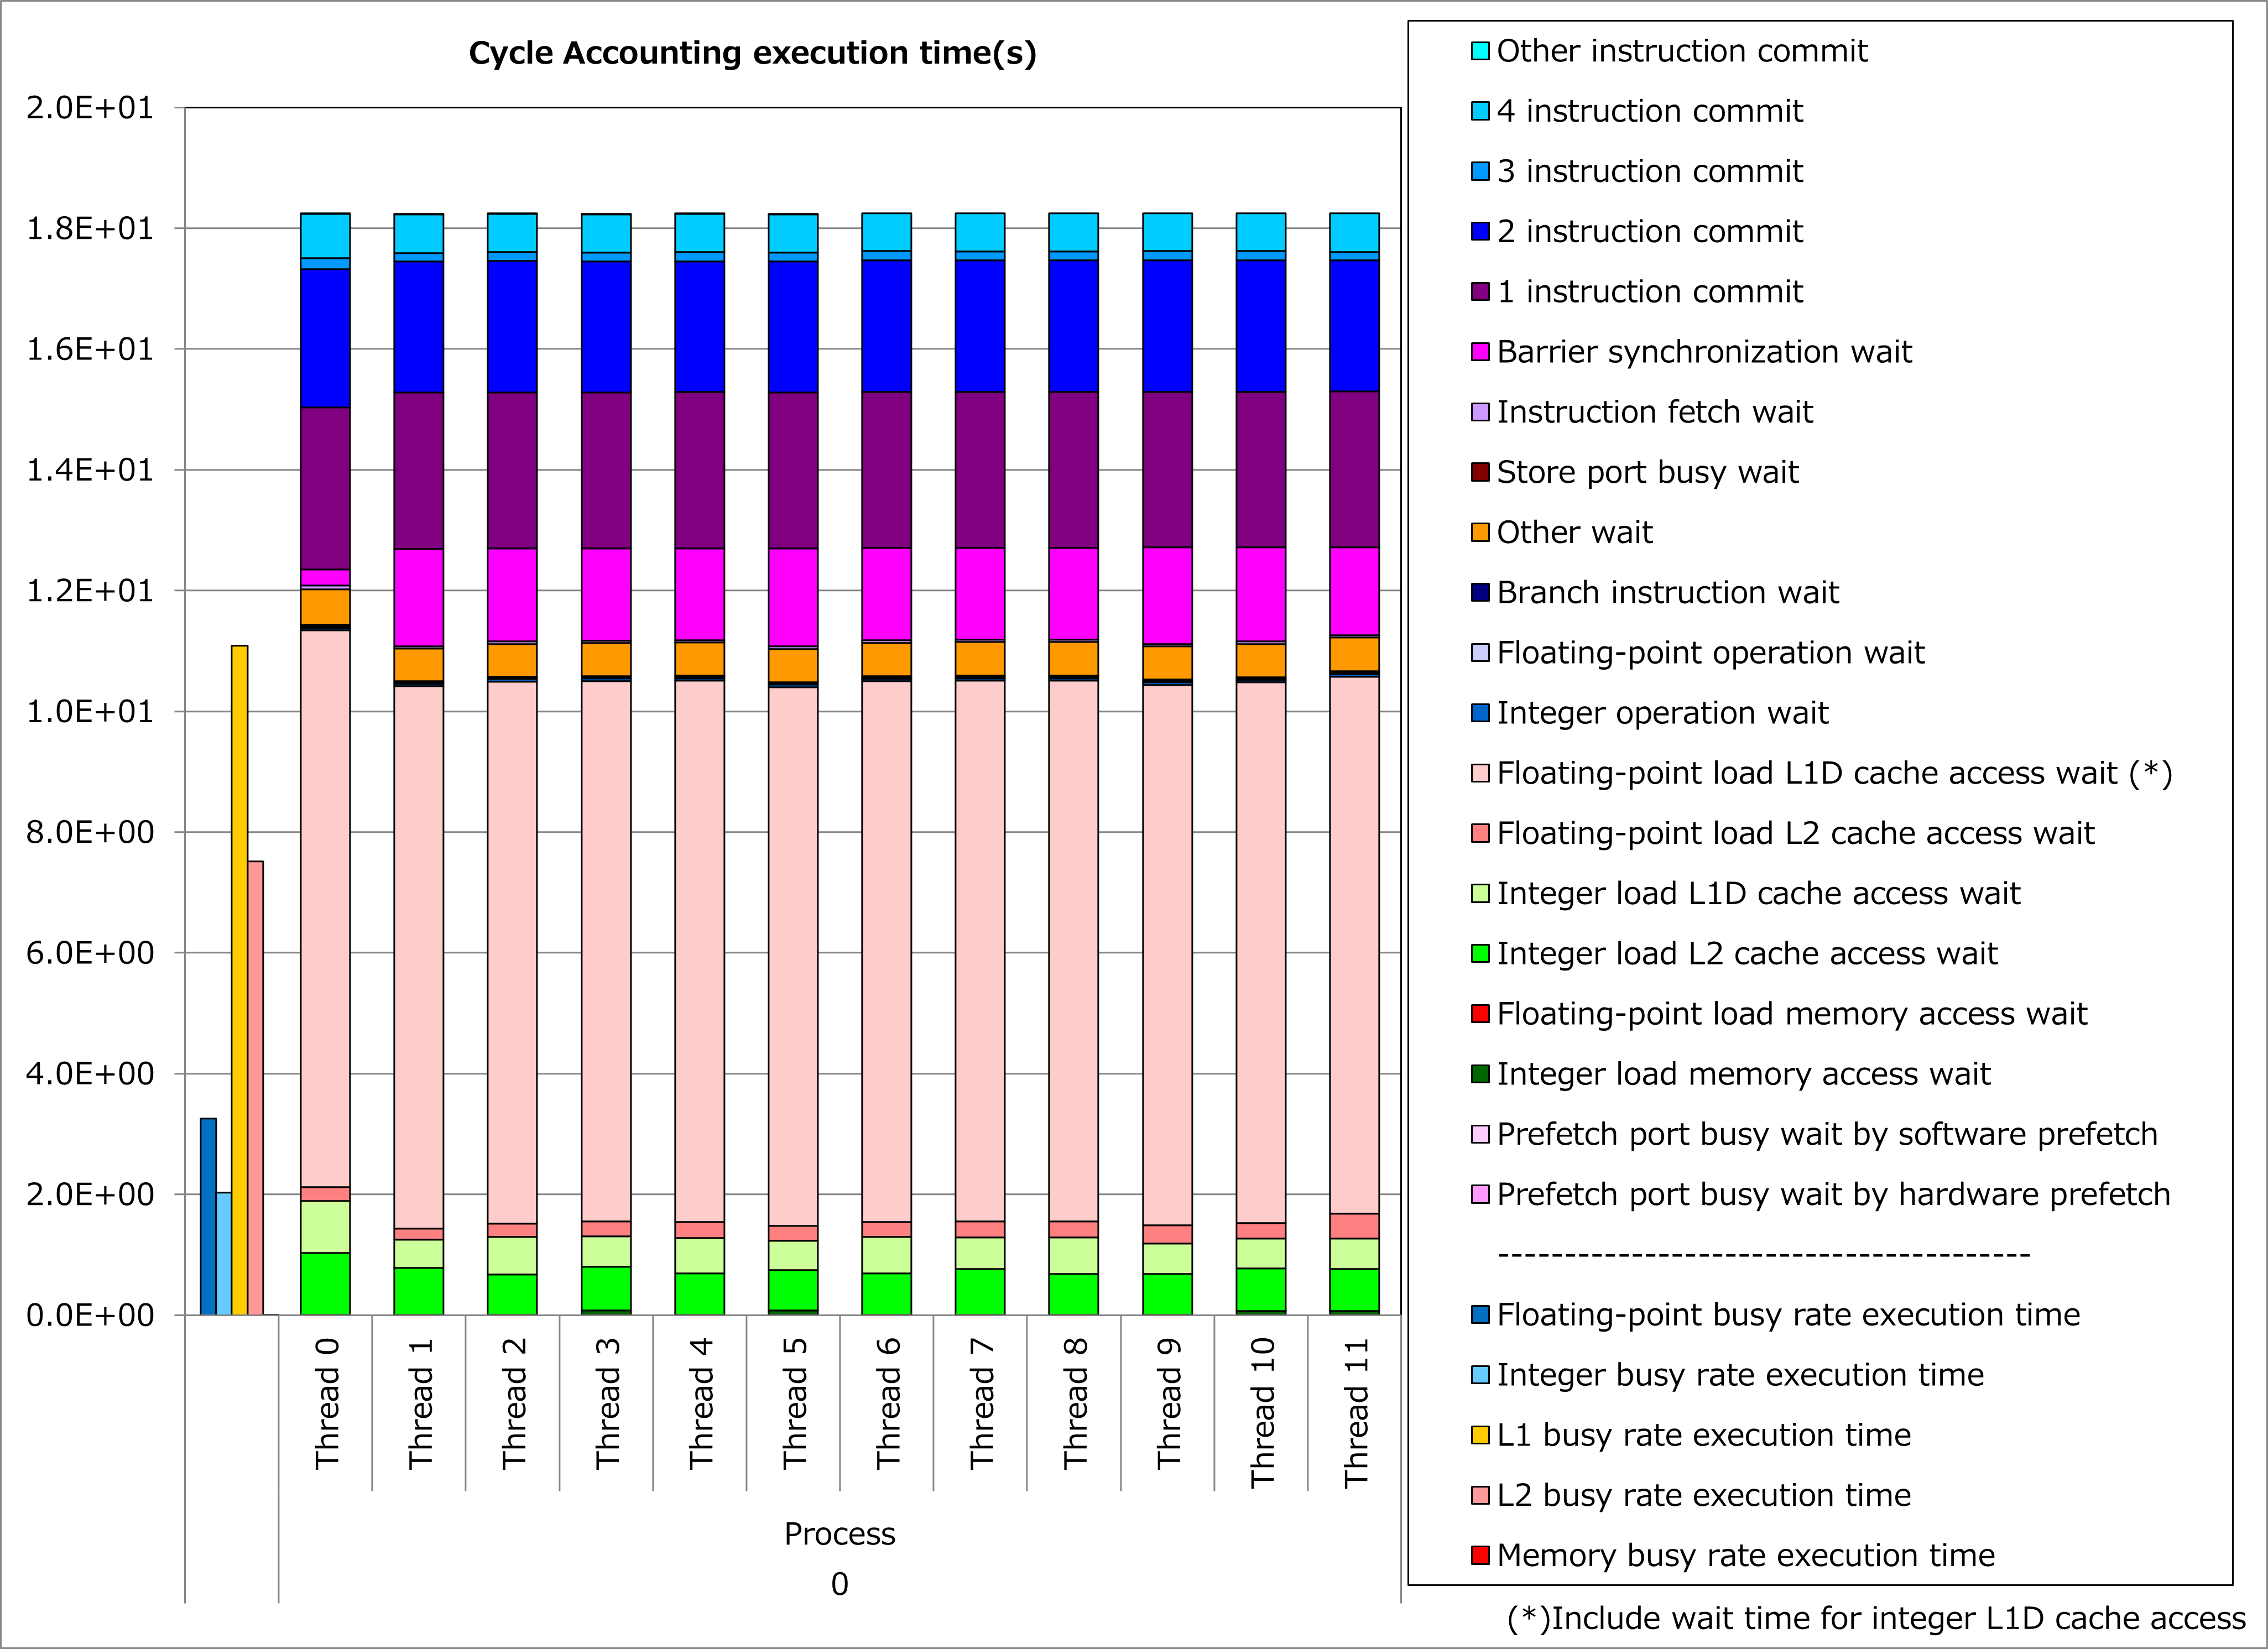 Cycle Accounting execution time(s)
2.0E+01
1.8E+01
1.6E+01
1.4E+01
1.2E+01
1.0E+01
8.0E+00
6.0E+00
4.0E+00
2.0E+00
0.0E+00
Thread 0
Thread 1
Thread 2
Thread 3
Thread 4
Thread 5
Thread 6
Thread 7
Thread 8
Thread 9
Thread 10
Thread 11
Process
0
Other instruction commit
4 instruction commit
3 instruction commit
2 instruction commit
1 instruction commit
Barrier synchronization wait
Instruction fetch wait
Store port busy wait
Other wait
Branch instruction wait
Floating-point operation wait
Integer operation wait
Floating-point load L1D cache access wait (*)
Floating-point load L2 cache access wait
Integer load L1D cache access wait
Integer load L2 cache access wait
Floating-point load memory access wait
Integer load memory access wait
Prefetch port busy wait by software prefetch
Prefetch port busy wait by hardware prefetch
----------------------------------------
Floating-point busy rate execution time
Integer busy rate execution time
L1 busy rate execution time
L2 busy rate execution time
Memory busy rate execution time
(*)Include wait time for integer L1D cache access